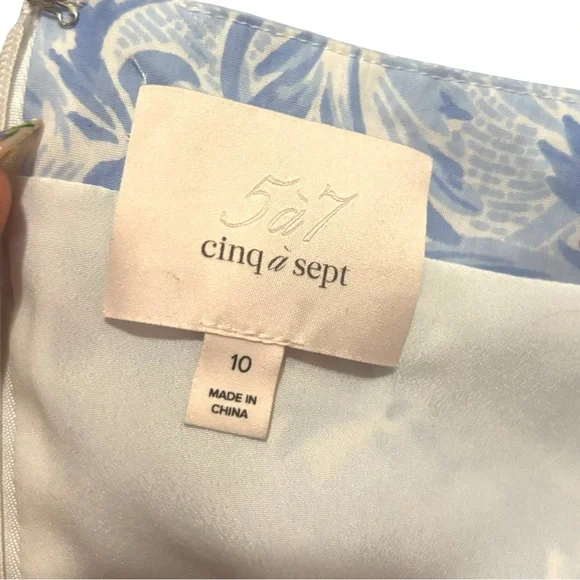 5à7
cinq à sept
10
MADE IN
CHINA